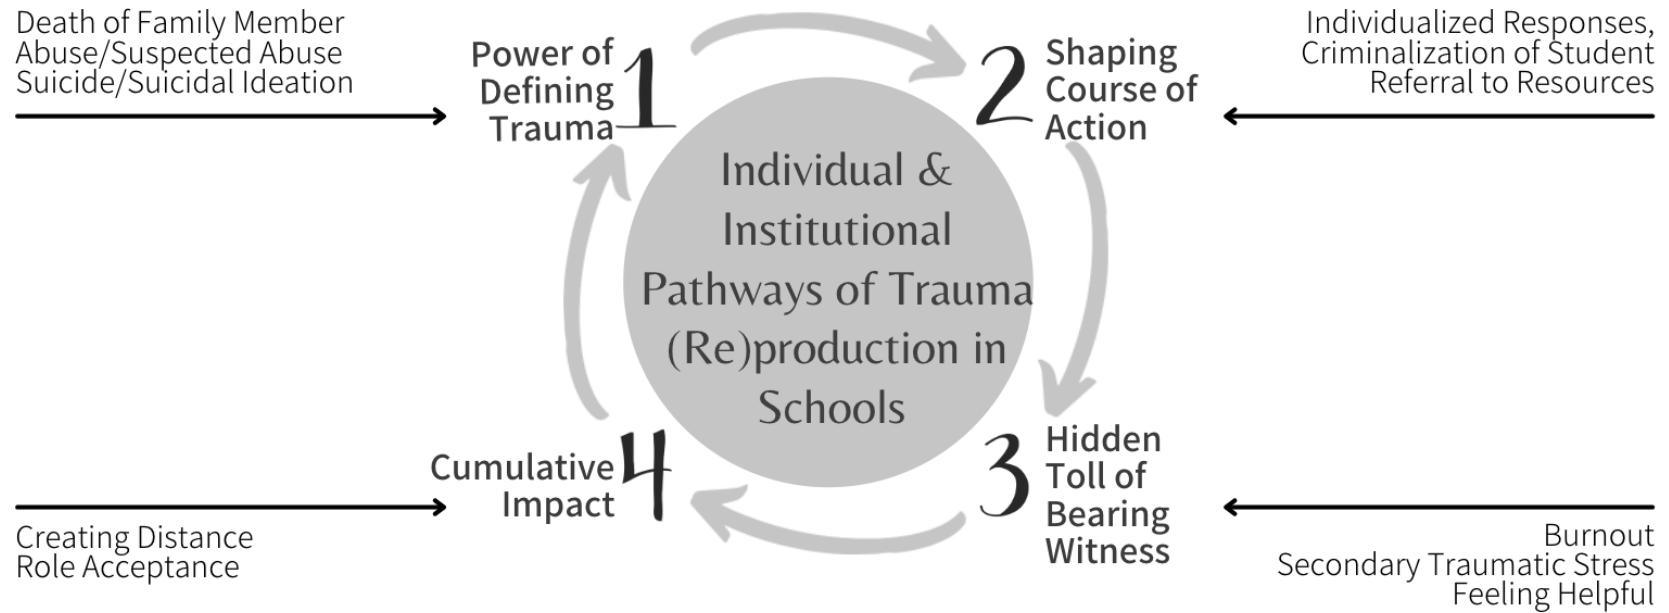 Death of Family Member
Abuse/Suspected Abuse
Suicide/Suicidal Ideation
Power of
Defining
Trauma
1
2
Shaping
Course of
Action
Individualized Responses,
Criminalization of Student
Referral to Resources
Individual &
Institutional
Pathways of Trauma
(Re)production in
Schools
Cumulative
Impact
4
3
Hidden
Toll of
Bearing
Witness
Creating Distance
Role Acceptance
Burnout
Secondary Traumatic Stress
Feeling Helpful